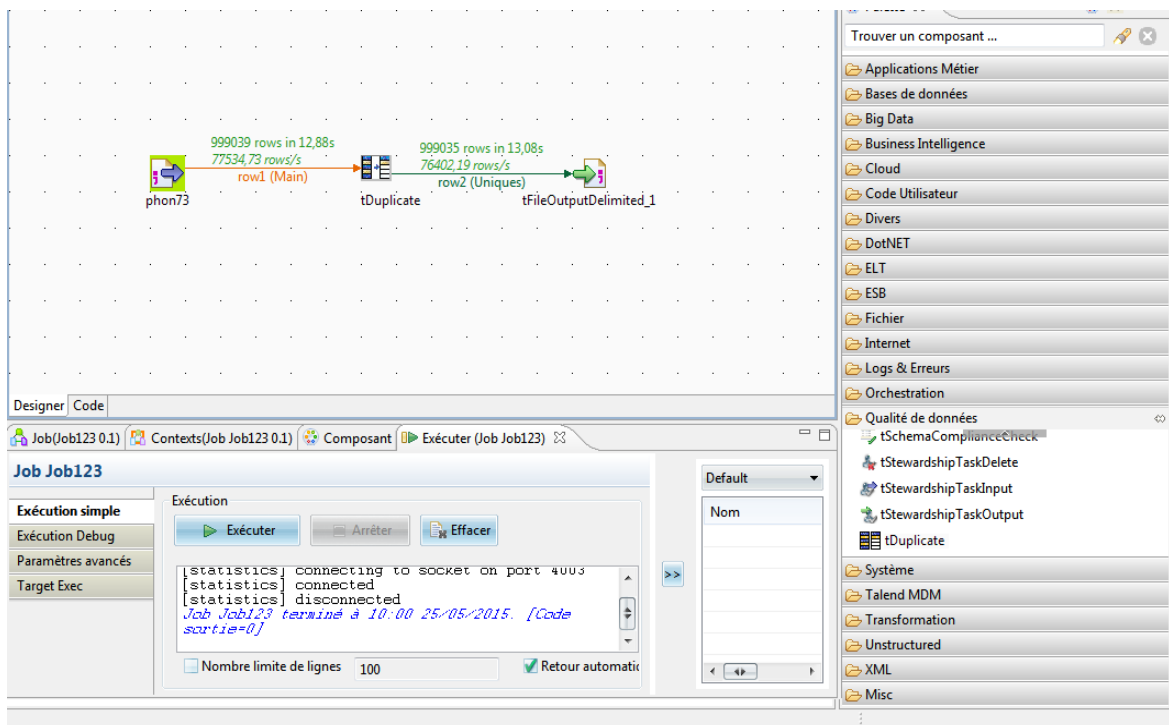 Trouver un composant ...
Applications Métier
Bases de données
Big Data
Business Intelligence
Cloud
Code Utilisateur
Divers
DotNET
ELT
ESB
Fichier
Internet
Logs & Erreurs
Orchestration
Qualité de données
tSchemaComplianceCheck
tStewardshipTaskDelete
tStewardshipTaskInput
tStewardshipTaskOutput
tDuplicate
Système
Talend MDM
Transformation
Unstructured
XML
Misc
999039 rows in 12,88s
77534,73 rows/s
row1 (Main)
999035 rows in 13,08s
76402,19 rows/s
row2 (Uniques)
phon73
tDuplicate
tFileOutputDelimited_1
Designer Code
Job(Job123 0.1) Contexts(Job Job123 0.1) Composant Exécuter (Job Job123)
Job Job123
Exécution simple
Exécution Debug
Paramètres avancés
Target Exec
Exécution
Exécuter Arrêter Effacer
[statistics] connecting to socket on port 4003
[statistics] connected
[statistics] disconnected
Job Job123 terminé à 10:00 25/05/2015. [Code
sortie=0]
Nombre limite de lignes 100 Retour automatic
>>
Default
Nom